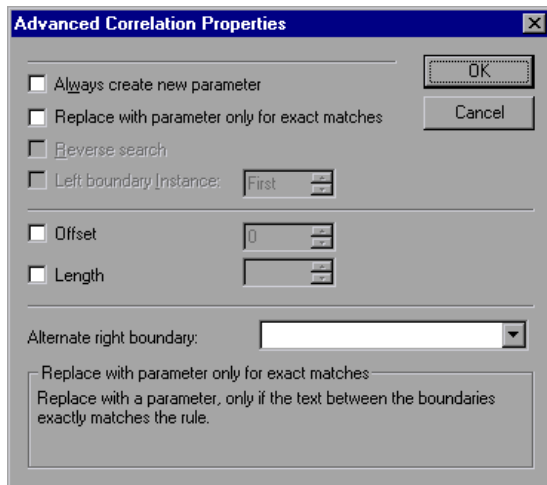 Advanced Correlation Properties
OK
Always create new parameter
Replace with parameter only for exact matches
Cancel
Reverse search
Left boundary Instance: First
Offset 0
Length
Alternate right boundary:
Replace with parameter only for exact matches
Replace with a parameter, only if the text between the boundaries
exactly matches the rule.